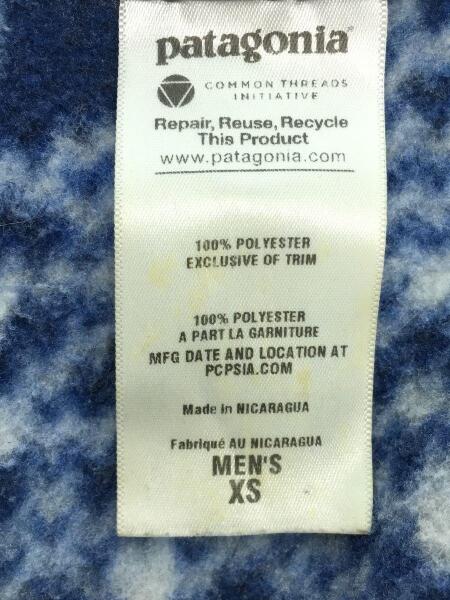 patagonia®
COMMON THREADS
INITIATIVE
Repair, Reuse, Recycle
This Product
www.patagonia.com
100% POLYESTER
EXCLUSIVE OF TRIM
100% POLYESTER
A PART LA GARNITURE
MFG DATE AND LOCATION AT
PCPSIA.COM
Made in NICARAGUA
Fabriqué AU NICARAGUA
MEN'S
XS